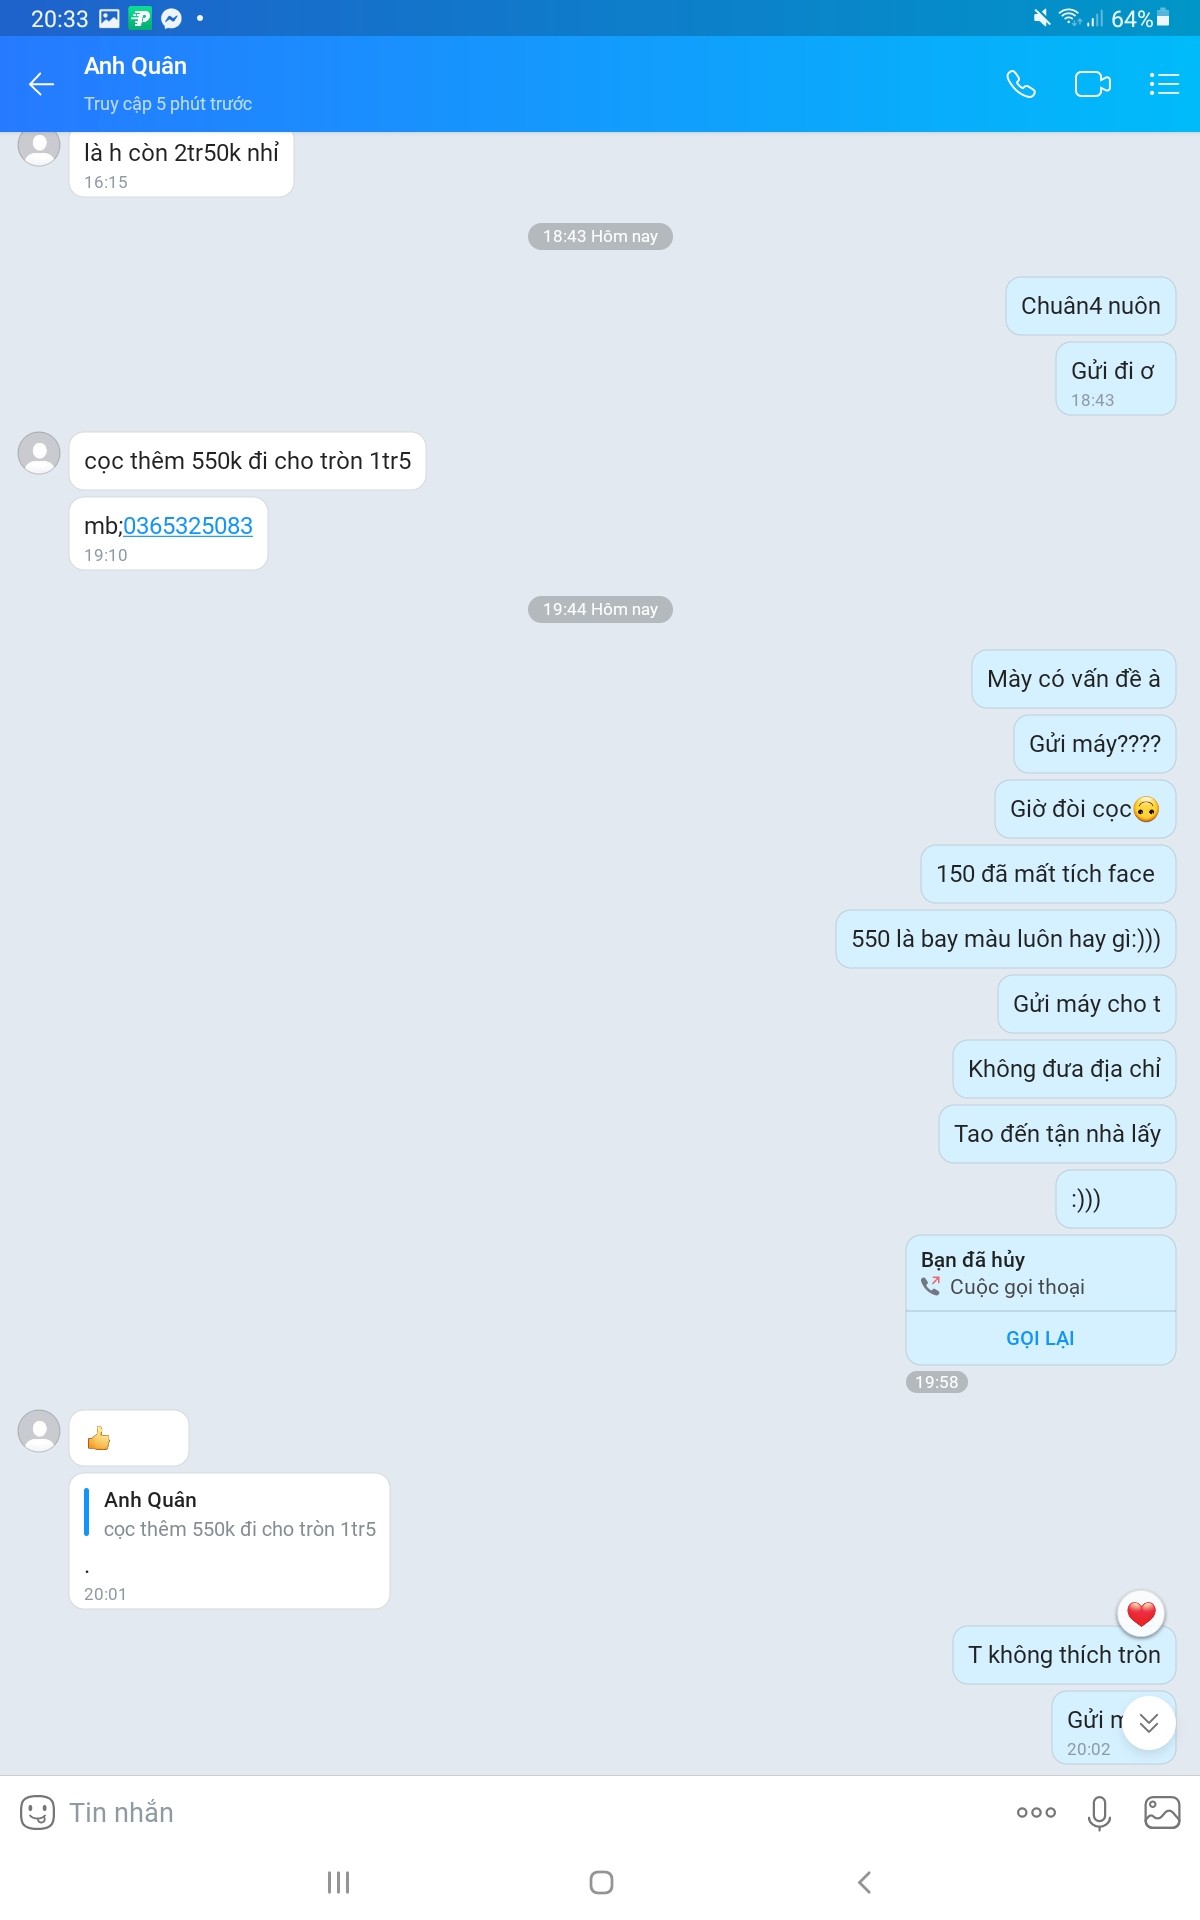 20:33
64%
Anh Quân
Truy cập 5 phút trước
là h còn 2tr50k nhỉ
16:15
18:43 Hôm nay
Chuân4 nuôn
Gửi đi ơ
18:43
cọc thêm 550k đi cho tròn 1tr5
mb;0365325083
19:10
19:44 Hôm nay
Mày có vấn đề à
Gửi máy????
Giờ đòi cọc🙃
150 đã mất tích face
550 là bay màu luôn hay gì:)))
Gửi máy cho t
Không đưa địa chỉ
Tao đến tận nhà lấy
:)))
Bạn đã hủy
Cuộc gọi thoại
GỌI LẠI
19:58
👍
Anh Quân
cọc thêm 550k đi cho tròn 1tr5
.
20:01
T không thích tròn
Gửi
20:02
Tin nhắn